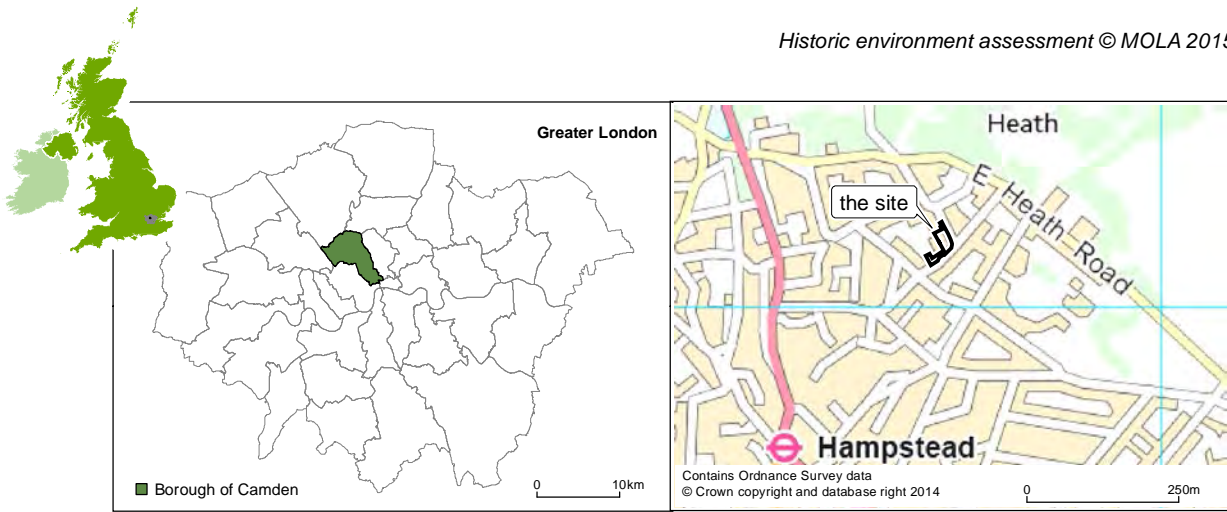 Historic environment assessment © MOLA 2015
Greater London
Borough of Camden
0 10km
Heath
the site
E Heath Road
Hampstead
Contains Ordnance Survey data
© Crown copyright and database right 2014
0 250m